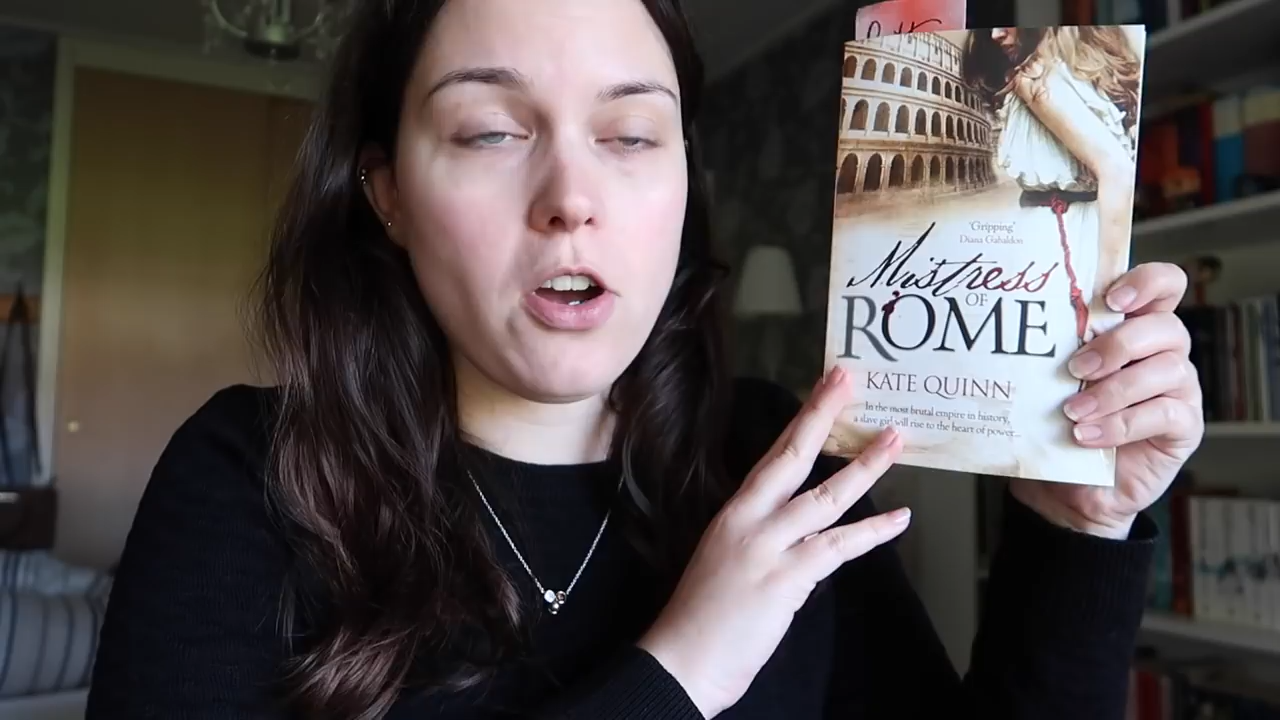 'Gripping'
Diana Gabaldon
Mistress
OF
ROME
KATE QUINN
In the most brutal empire in history,
a slave girl will rise to the heart of power...